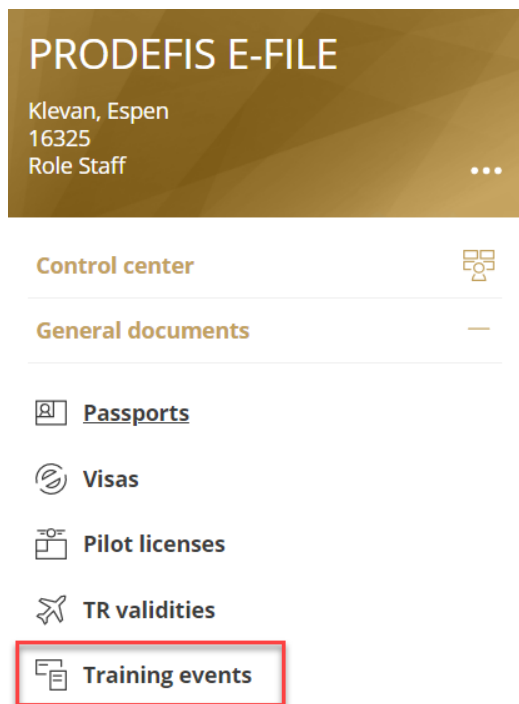 PRODEFIS E-FILE
Klevan, Espen
16325
Role Staff
Control center
General documents
Passports
Visas
Pilot licenses
TR validities
Training events